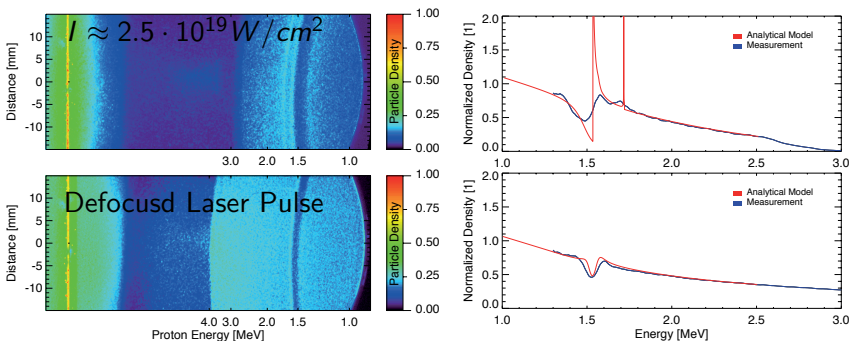 I ≈ 2.5 · 10^19 W/cm^2
Distance [mm]
10
0
-10
3.0 2.0 1.5 1.0
Particle Density
1.00
0.75
0.50
0.25
0.00
Normalized Density [1]
2.0
1.5
1.0
0.5
0.0
Analytical Model
Measurement
1.0 1.5 2.0 2.5 3.0
Defocusd Laser Pulse
Distance [mm]
10
0
-10
4.0 3.0 2.0 1.5 1.0
Proton Energy [MeV]
Particle Density
1.00
0.75
0.50
0.25
0.00
Normalized Density [1]
2.0
1.5
1.0
0.5
0.0
Analytical Model
Measurement
1.0 1.5 2.0 2.5 3.0
Energy [MeV]